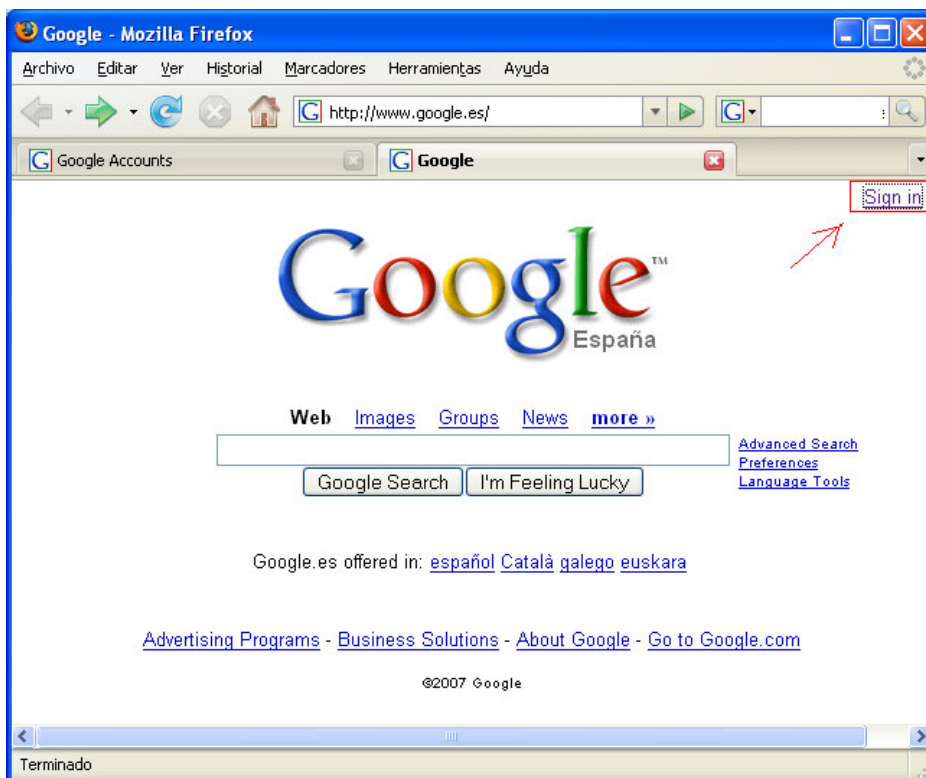 Google - Mozilla Firefox
Archivo Editar Ver Historial Marcadores Herramientas Ayuda
http://www.google.es/
Google Accounts Google
Sign in
Google™
España
Web Images Groups News more »
Advanced Search
Preferences
Language Tools
Google Search I'm Feeling Lucky
Google.es offered in: español Català galego euskara
Advertising Programs - Business Solutions - About Google - Go to Google.com
©2007 Google
Terminado